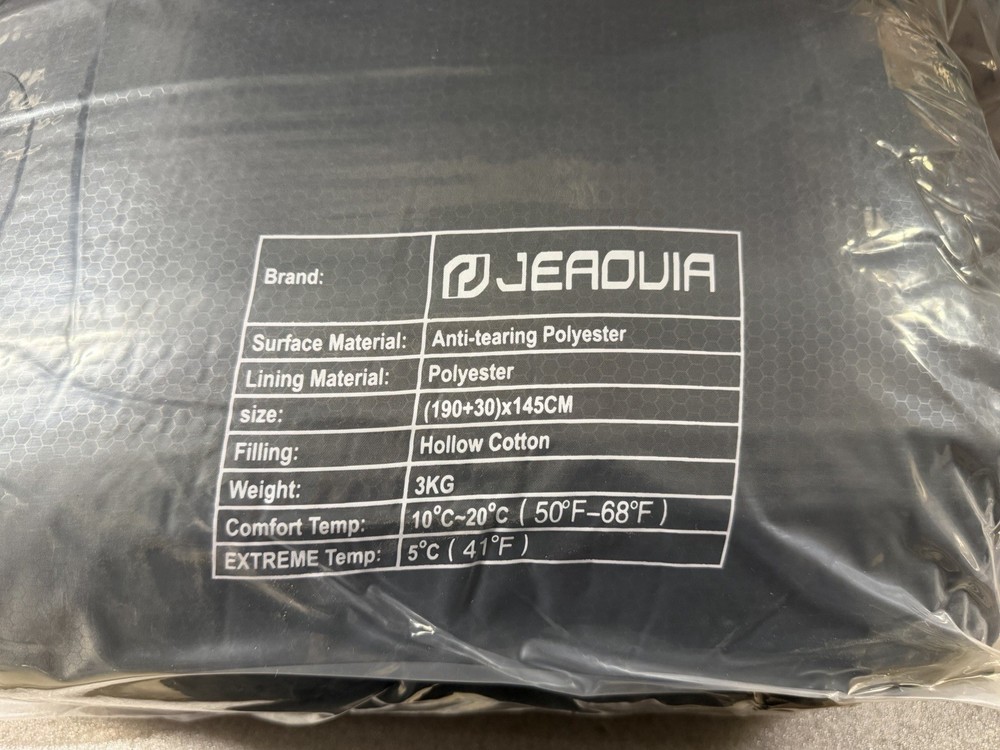 Brand: JEAOUIA
Surface Material: Anti-tearing Polyester
Lining Material: Polyester
size: (190+30)x145CM
Filling: Hollow Cotton
Weight: 3KG
Comfort Temp: 10°C~20°C ( 50°F-68°F )
EXTREME Temp: 5°C ( 41°F )